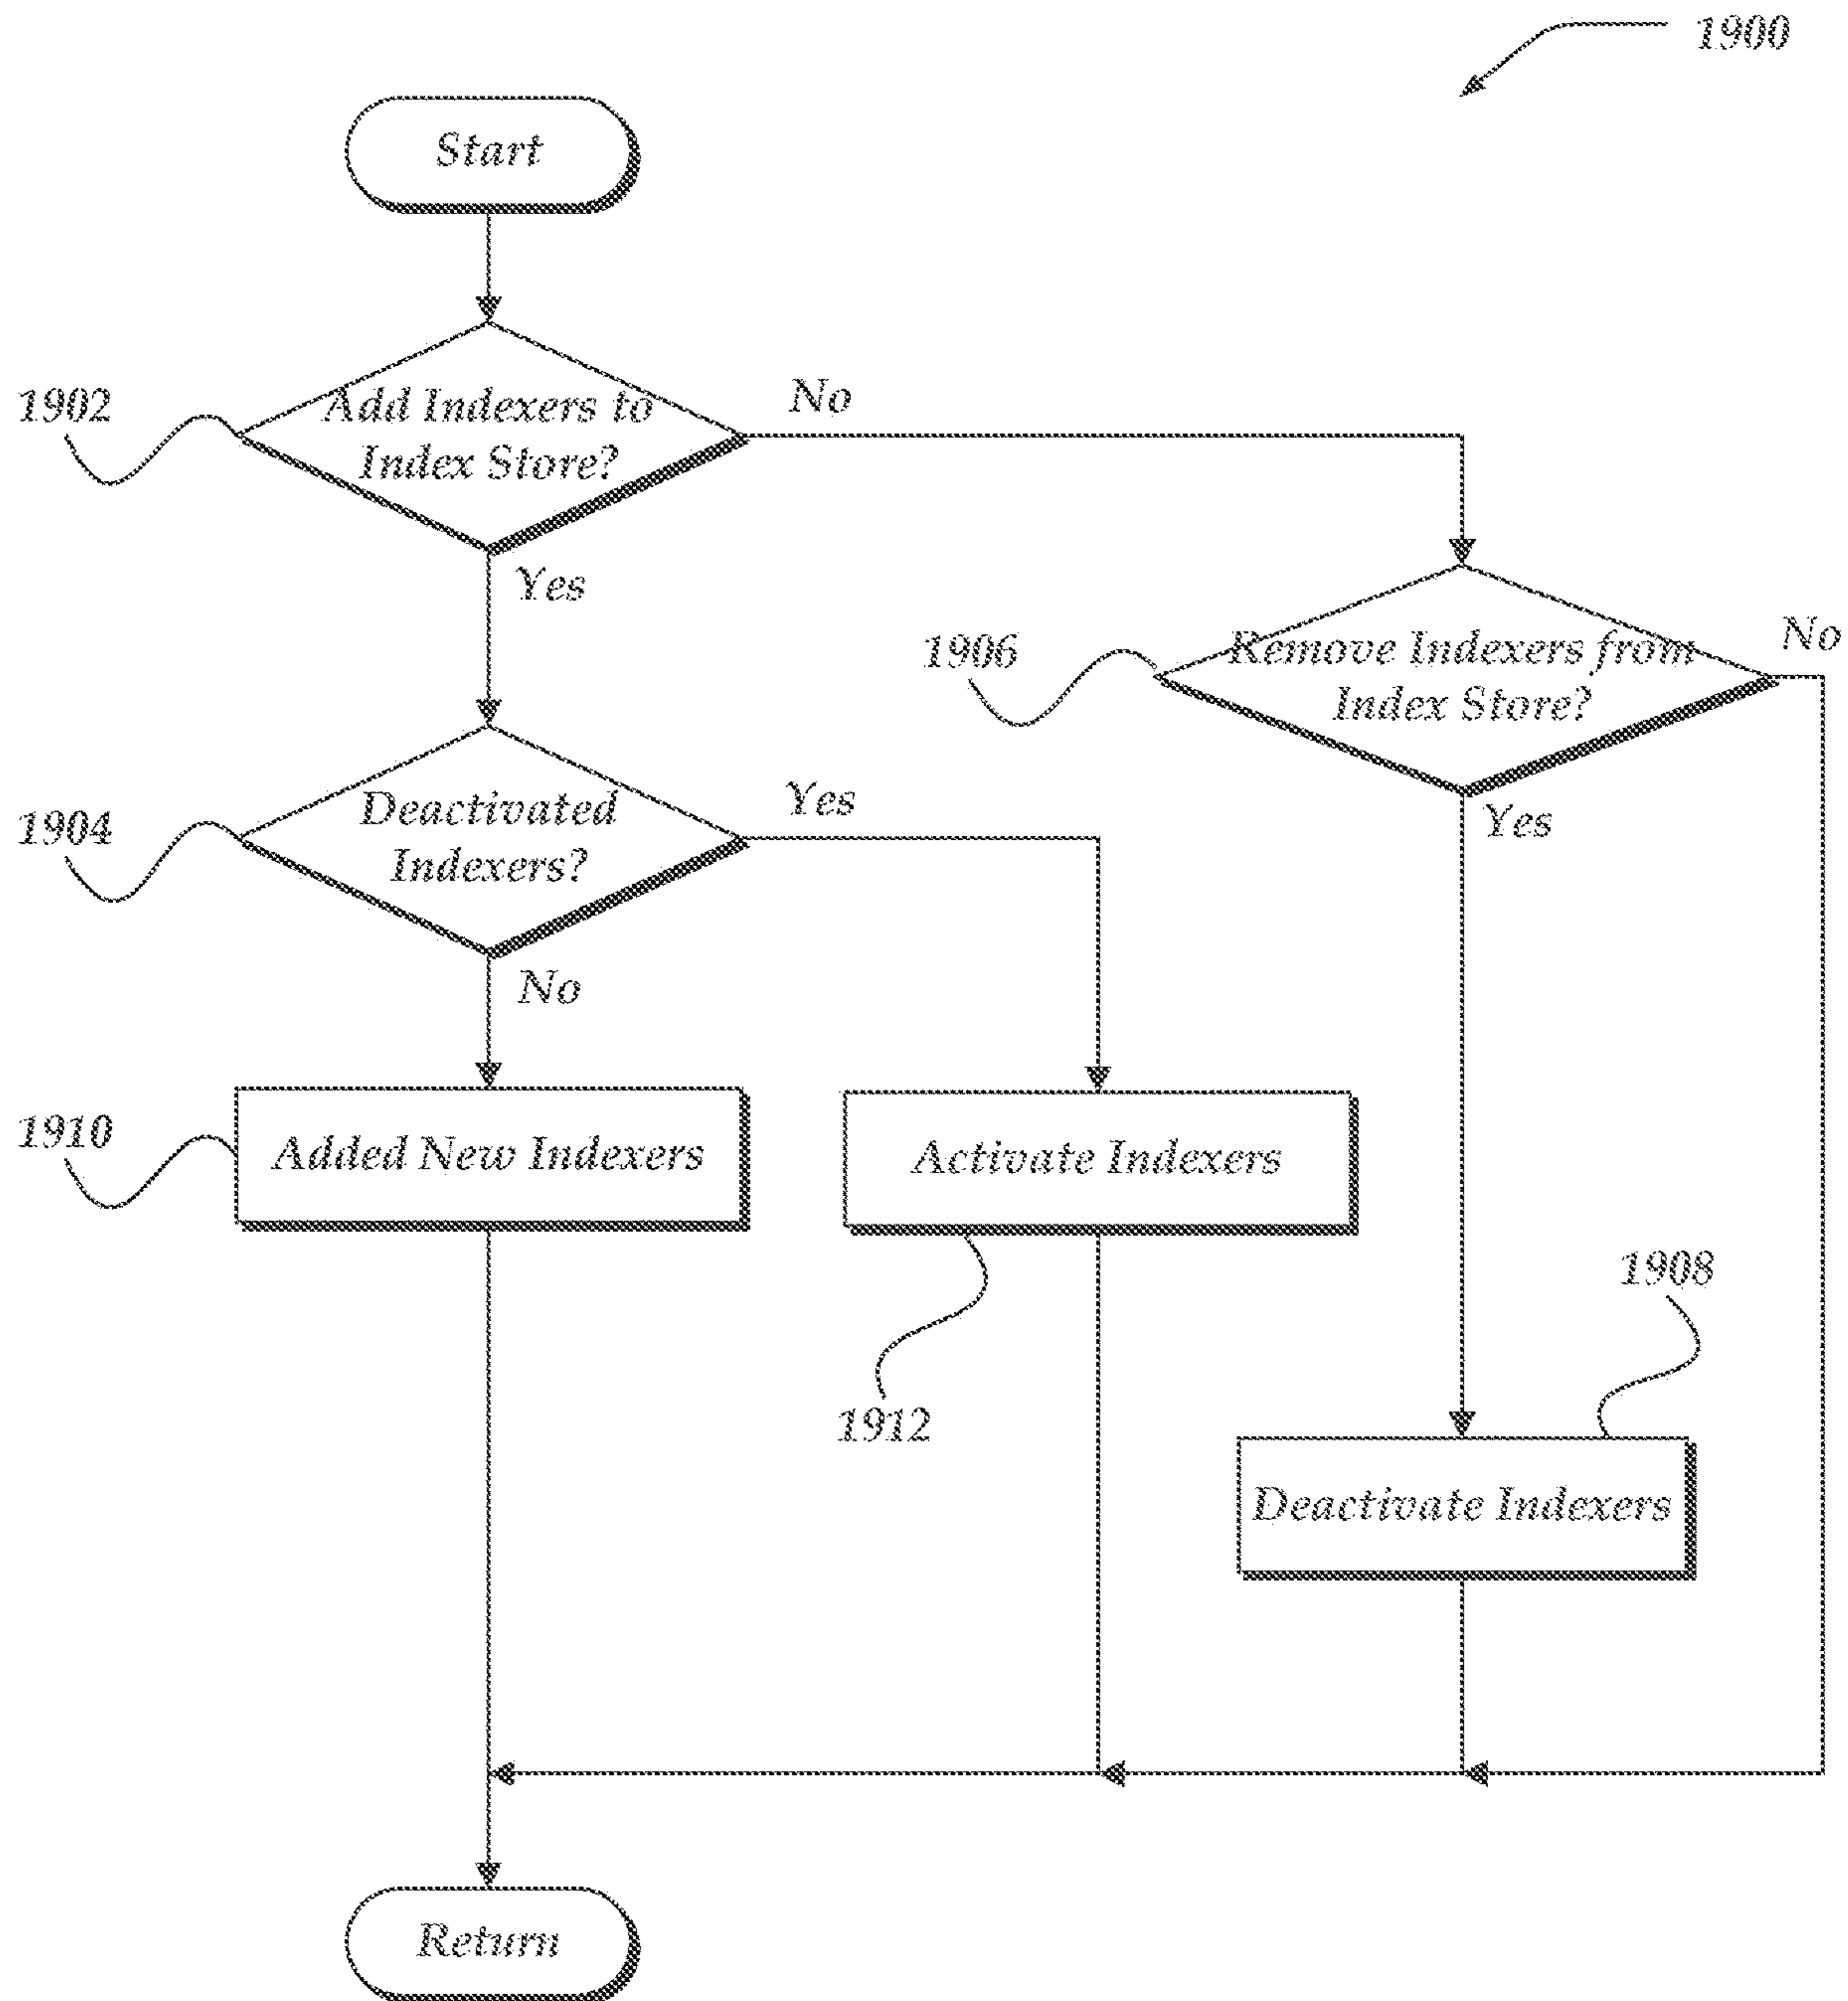 1900
Start
1902
Add Indexers to
Index Store?
No
Yes
1906
Remove Indexers from
Index Store?
No
Yes
1904
Deactivated
Indexers?
Yes
No
1910
Added New Indexers
Activate Indexers
1912
1908
Deactivate Indexers
Return